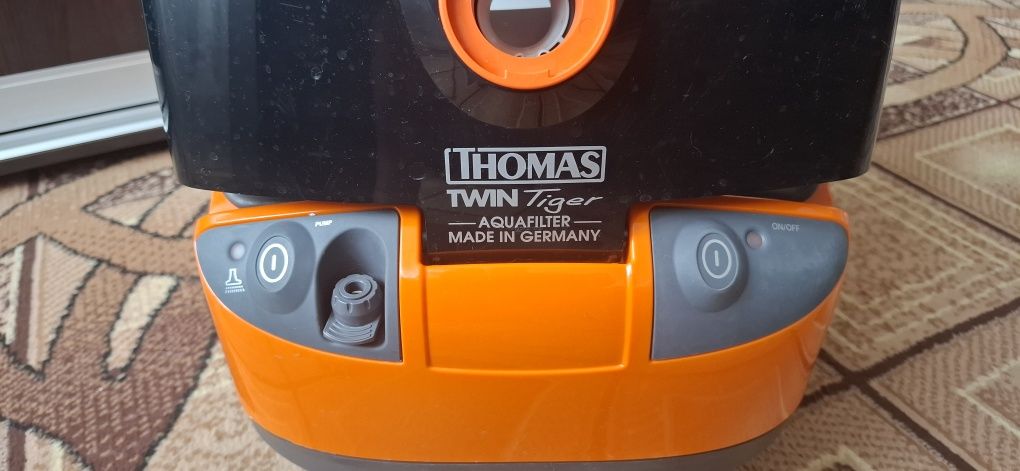 THOMAS
TWIN Tiger
AQUAFILTER
MADE IN GERMANY
PUMP
ON/OFF